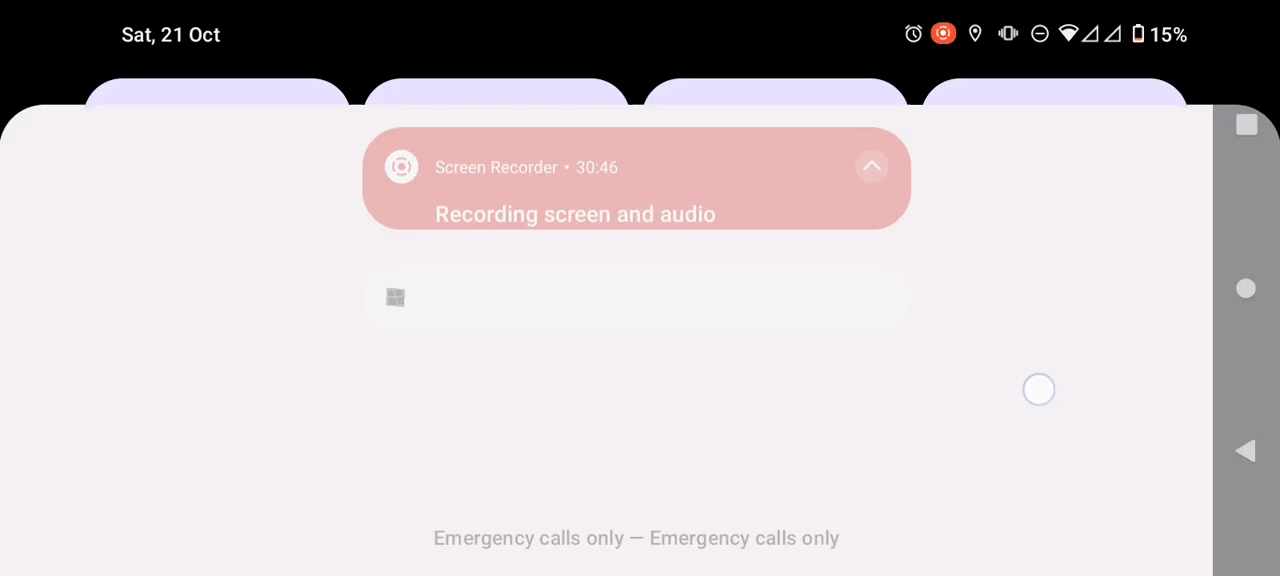 Sat, 21 Oct 15%
Screen Recorder • 30:46
Recording screen and audio
Emergency calls only — Emergency calls only